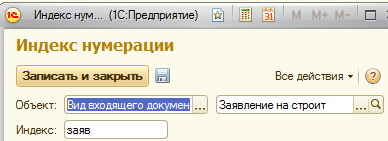 Индекс нум... (1С:Предприятие) M M+ M-
Индекс нумерации
Записать и закрыть Все действия ?
Объект: Вид входящего докумен ... Заявление на строит ...
Индекс: заяв